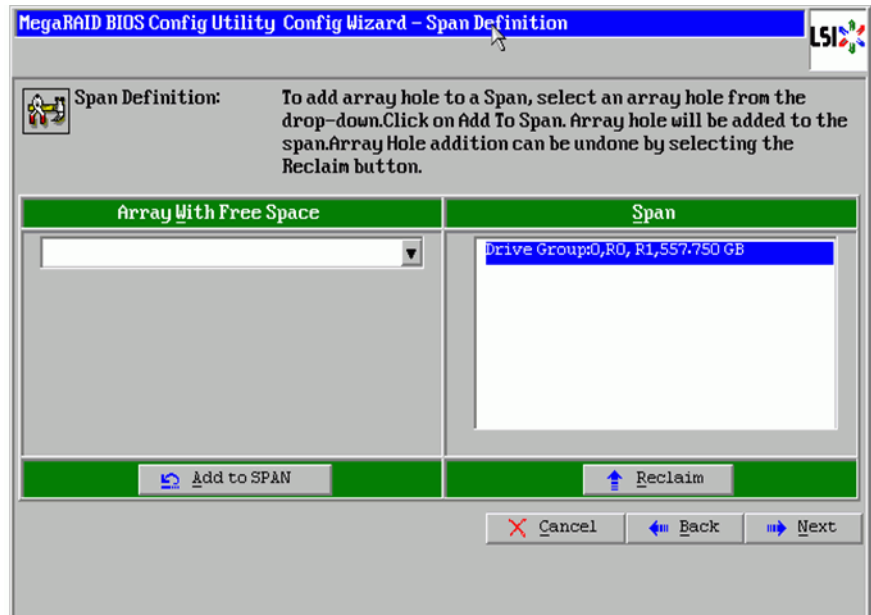 MegaRAID BIOS Config Utility Config Wizard – Span Definition
LSI
Span Definition:
To add array hole to a Span, select an array hole from the
drop-down.Click on Add To Span. Array hole will be added to the
span.Array Hole addition can be undone by selecting the
Reclaim button.
Array With Free Space
Span
Drive Group:0,R0, R1,557.750 GB
Add to SPAN
Reclaim
Cancel
Back
Next